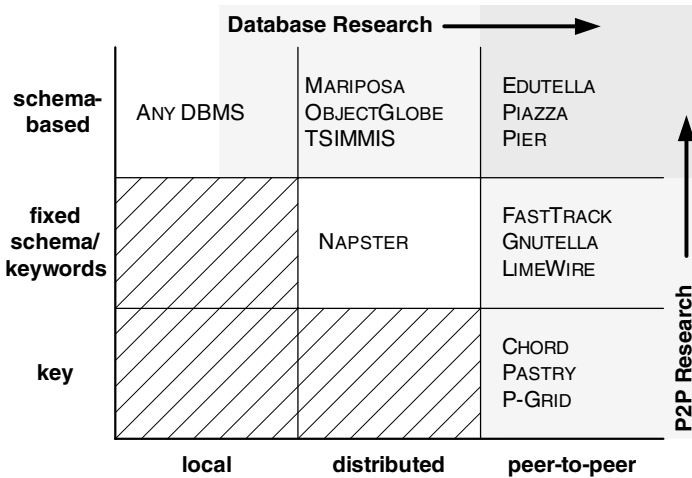 Database Research
schema-
based
ANY DBMS
MARIPOSA
OBJECTGLOBE
TSIMMIS
EDUTELLA
PIAZZA
PIER
fixed
schema/
keywords
NAPSTER
FASTTRACK
GNUTELLA
LIMEWIRE
key
CHORD
PASTRY
P-GRID
P2P Research
local
distributed
peer-to-peer